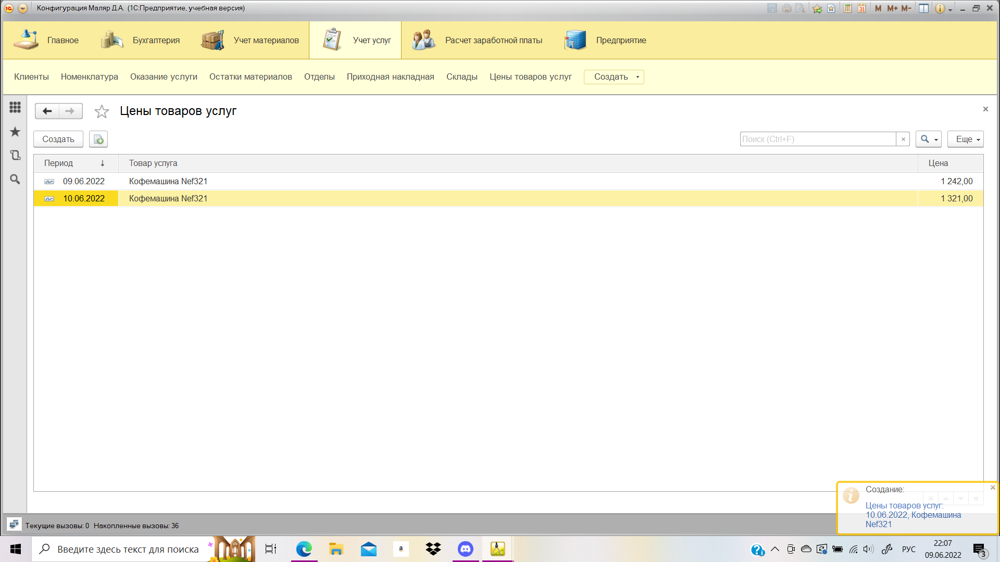 Конфигурация Маляр Д.А. (1С:Предприятие, учебная версия)
M M+ M-
Главное
Бухгалтерия
Учет материалов
Учет услуг
Расчет заработной платы
Предприятие
Клиенты
Номенклатура
Оказание услуги
Остатки материалов
Отделы
Приходная накладная
Склады
Цены товаров услуг
Создать
Цены товаров услуг
Создать
Поиск (Ctrl+F)
Еще
Период
Товар услуга
Цена
09.06.2022 Кофемашина Nef321 1 242,00
10.06.2022 Кофемашина Nef321 1 321,00
Создание:
Цены товаров услуг:
10.06.2022, Кофемашина
Nef321
Текущие вызовы: 0 Накопленные вызовы: 36
Введите здесь текст для поиска
a
РУС
22:07
09.06.2022
3